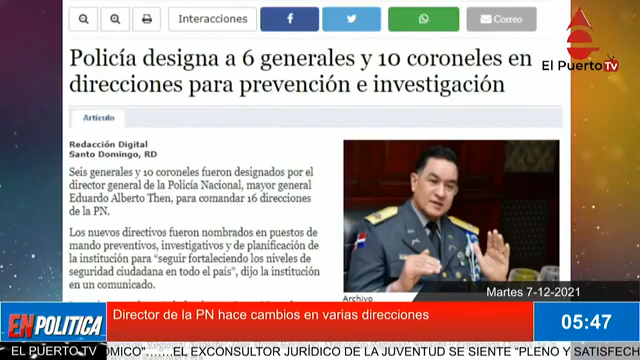 Interacciones
Correo
El PuertoTV
Policía designa a 6 generales y 10 coroneles en
direcciones para prevención e investigación
Artículo
Redacción Digital
Santo Domingo, RD
Seis generales y 10 coroneles fueron designados por el
director general de la Policía Nacional, mayor general
Eduardo Alberto Then, para comandar 16 direcciones
de la PN.
Los nuevos directivos fueron nombrados en puestos de
mando preventivos, investigativos y de planificación de
la institución para “seguir fortaleciendo los niveles de
seguridad ciudadana en todo el país”, dijo la institución
en un comunicado.
Archivo
Martes 7-12-2021
EN POLITICA
Director de la PN hace cambios en varias direcciones
05:47
EL PUERTO TV ÓMICO”.......EL EXCONSULTOR JURÍDICO DE LA JUVENTUD SE SIENTE “PLENO Y SATISFECH